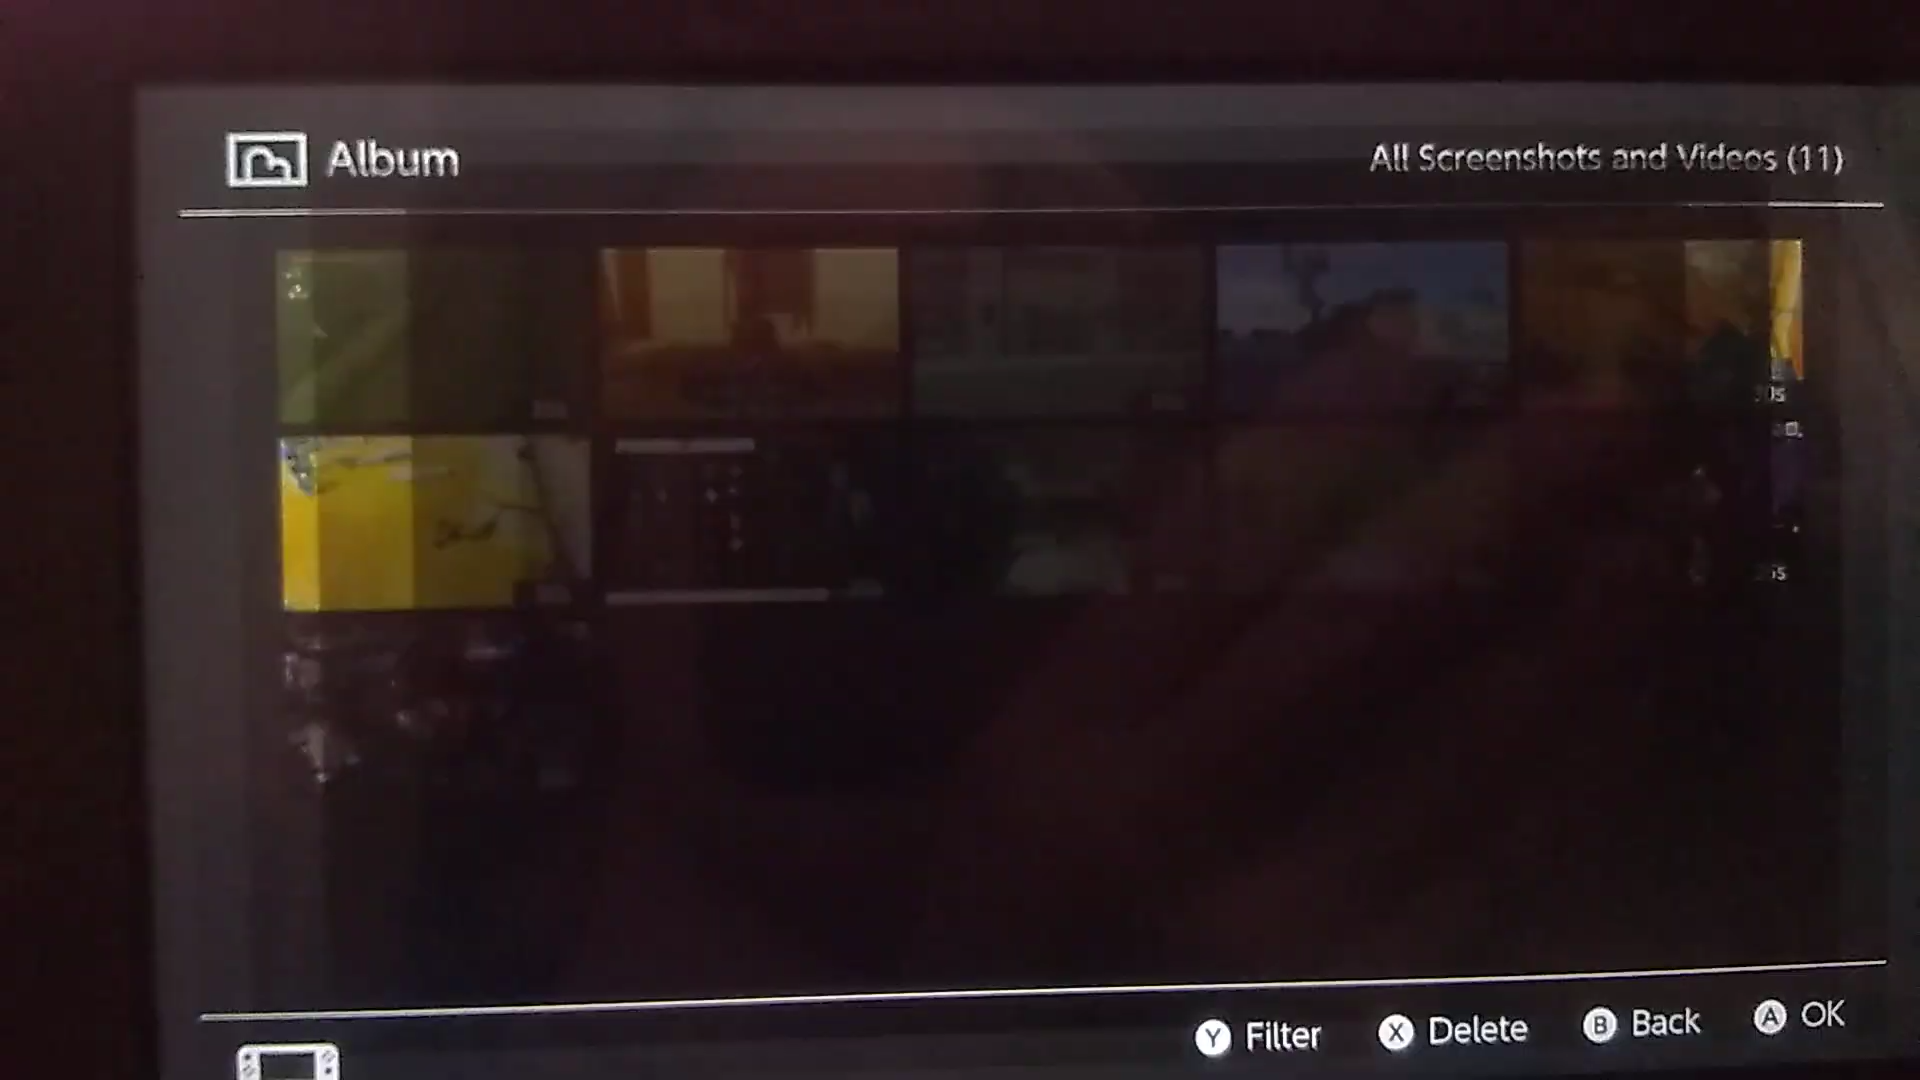 Album
All Screenshots and Videos (11)
Y Filter X Delete B Back A OK